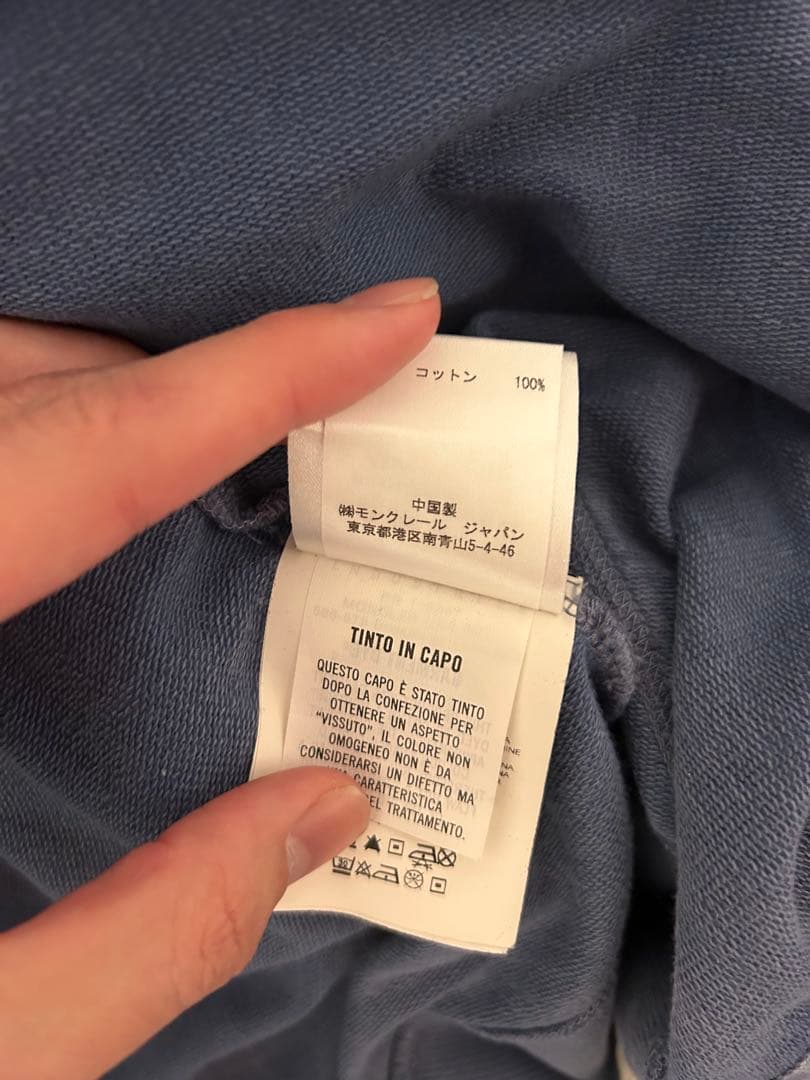 コットン 100%
中国製
㈱モンクレール ジャパン
東京都港区南青山5-4-46
TINTO IN CAPO
QUESTO CAPO È STATO TINTO
DOPO LA CONFEZIONE PER
OTTENERE UN ASPETTO
"VISSUTO", IL COLORE NON
OMOGENEO NON È DA
CONSIDERARSI UN DIFETTO MA
CARATTERISTICA
DEL TRATTAMENTO.